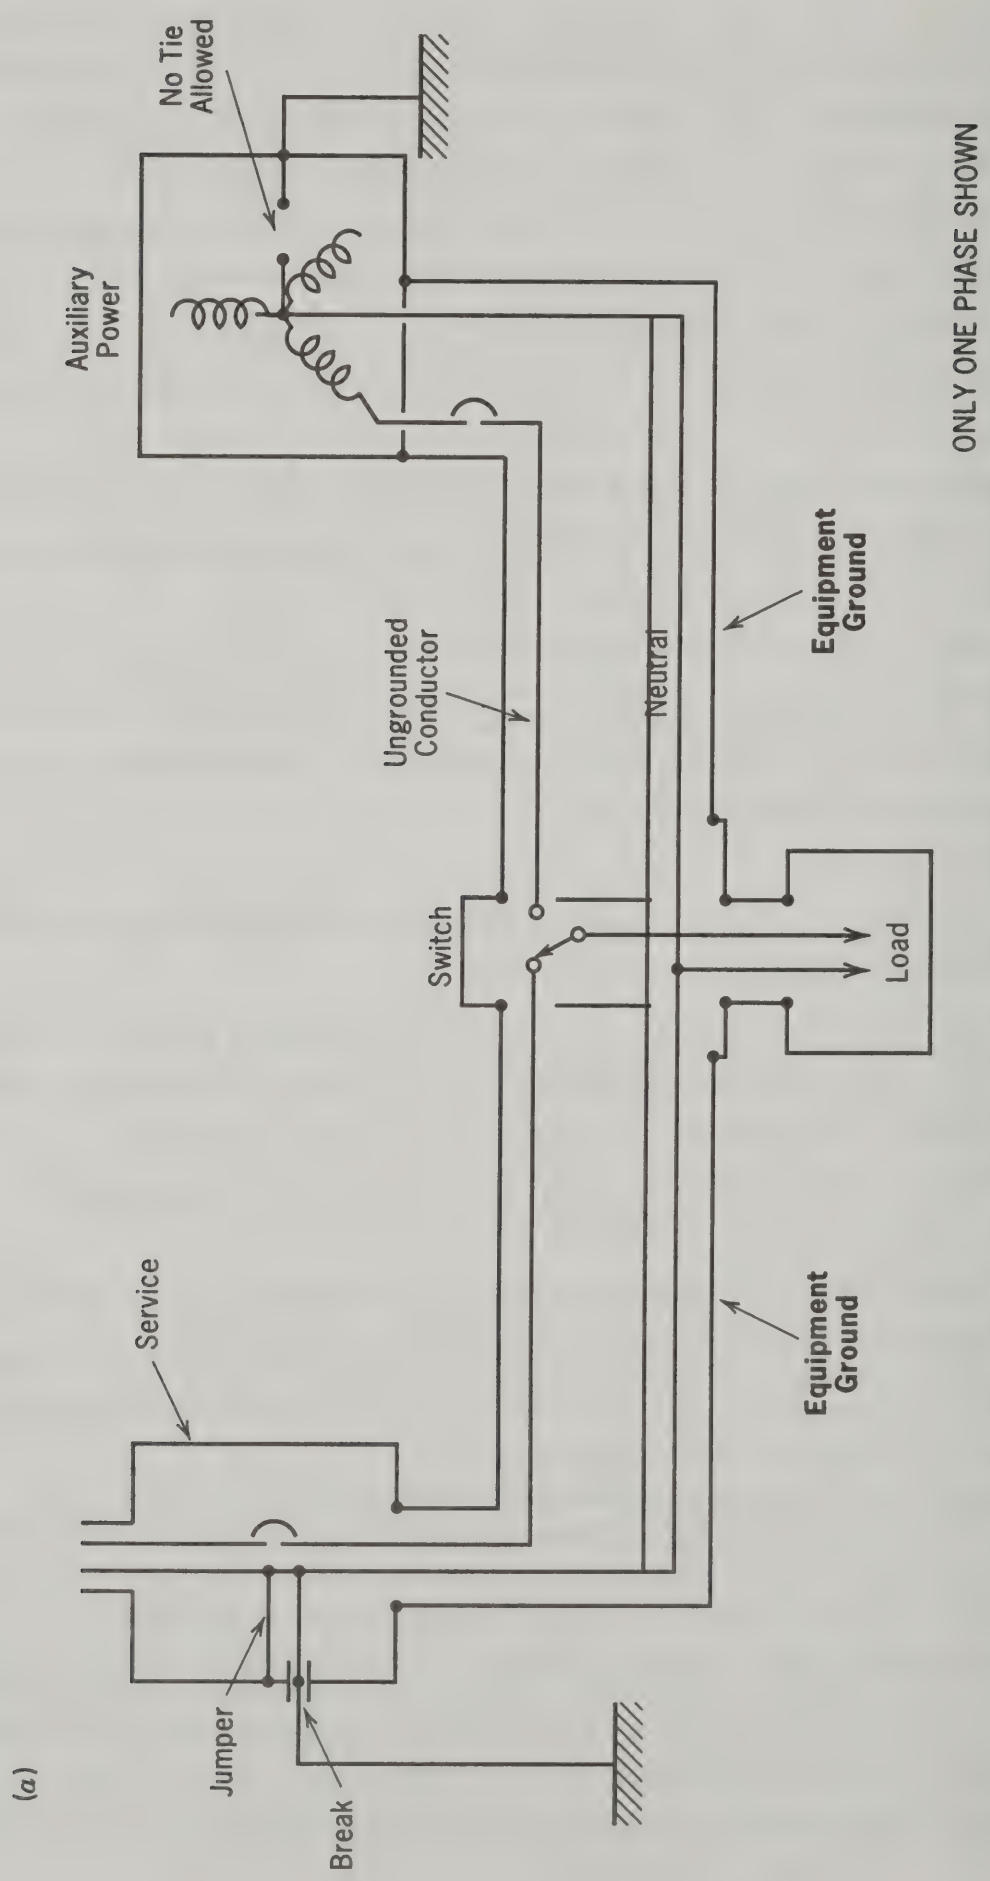 (a)
Jumper
Break
Service
Switch
Ungrounded
Conductor
Auxiliary
Power
No Tie
Allowed
Neutral
Load
Equipment
Ground
Equipment
Ground
ONLY ONE PHASE SHOWN